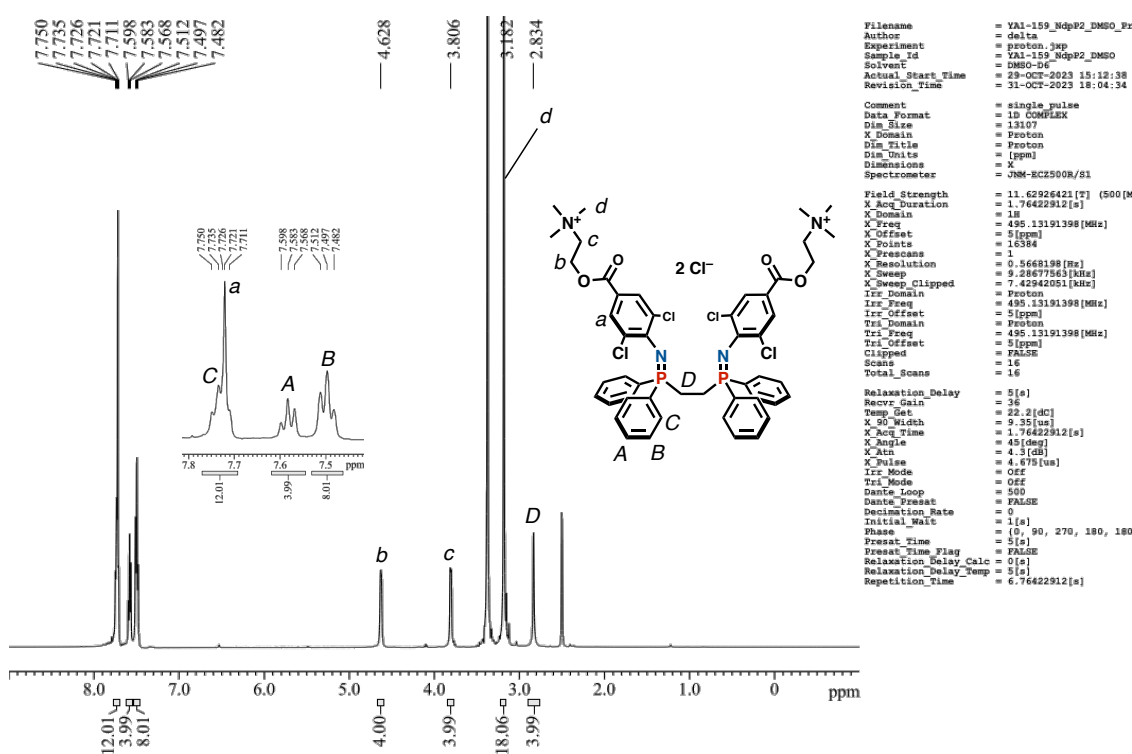 7.750
7.735
7.726
7.721
7.711
7.598
7.583
7.568
7.512
7.497
7.482
4.628
3.806
3.182
2.834
d
7.750
7.735
7.726
7.721
7.711
7.598
7.583
7.568
7.512
7.497
7.482
a
C
A
B
7.8 7.7 7.6 7.5 ppm
12.01
3.99
8.01
N+ d
c
b
O
O
a
Cl
Cl
N
P
2 Cl–
N+
O
O
Cl
Cl
N
P
D
C
A B
b
c
D
8.0 7.0 6.0 5.0 4.0 3.0 2.0 1.0 0 ppm
12.01
3.99
8.01
4.00
3.99
18.06
3.99
Filename = YA1-159_NdpP2_DMSO_Pr
Author = delta
Experiment = proton.jxp
Sample_Id = YA1-159_NdpP2_DMSO
Solvent = DMSO-D6
Actual_Start_Time = 29-OCT-2023 15:12:38
Revision_Time = 31-OCT-2023 18:04:34
Comment = single_pulse
Data_Format = 1D COMPLEX
Dim_Size = 13107
X_Domain = Proton
Dim_Title = Proton
Dim_Units = [ppm]
Dimensions = X
Spectrometer = JNM-ECZ500R/S1
Field_Strength = 11.62926421[T] (500[M
X_Acq_Duration = 1.76422912[s]
X_Domain = 1H
X_Freq = 495.13191398[MHz]
X_Offset = 5[ppm]
X_Points = 16384
X_Prescans = 1
X_Resolution = 0.5668198[Hz]
X_Sweep = 9.28677563[kHz]
X_Sweep_Clipped = 7.42942051[kHz]
Irr_Domain = Proton
Irr_Freq = 495.13191398[MHz]
Irr_Offset = 5[ppm]
Tri_Domain = Proton
Tri_Freq = 495.13191398[MHz]
Tri_Offset = 5[ppm]
Clipped = FALSE
Scans = 16
Total_Scans = 16
Relaxation_Delay = 5[s]
Recvr_Gain = 36
Temp_Get = 22.2[dC]
X_90_Width = 9.35[us]
X_Acq_Time = 1.76422912[s]
X_Angle = 45[deg]
X_Atn = 4.3[dB]
X_Pulse = 4.675[us]
Irr_Mode = Off
Tri_Mode = Off
Dante_Loop = 500
Dante_Presat = FALSE
Decimation_Rate = 0
Initial_Wait = 1[s]
Phase = {0, 90, 270, 180, 180
Presat_Time = 5[s]
Presat_Time_Flag = FALSE
Relaxation_Delay_Calc = 0[s]
Relaxation_Delay_Temp = 5[s]
Repetition_Time = 6.76422912[s]